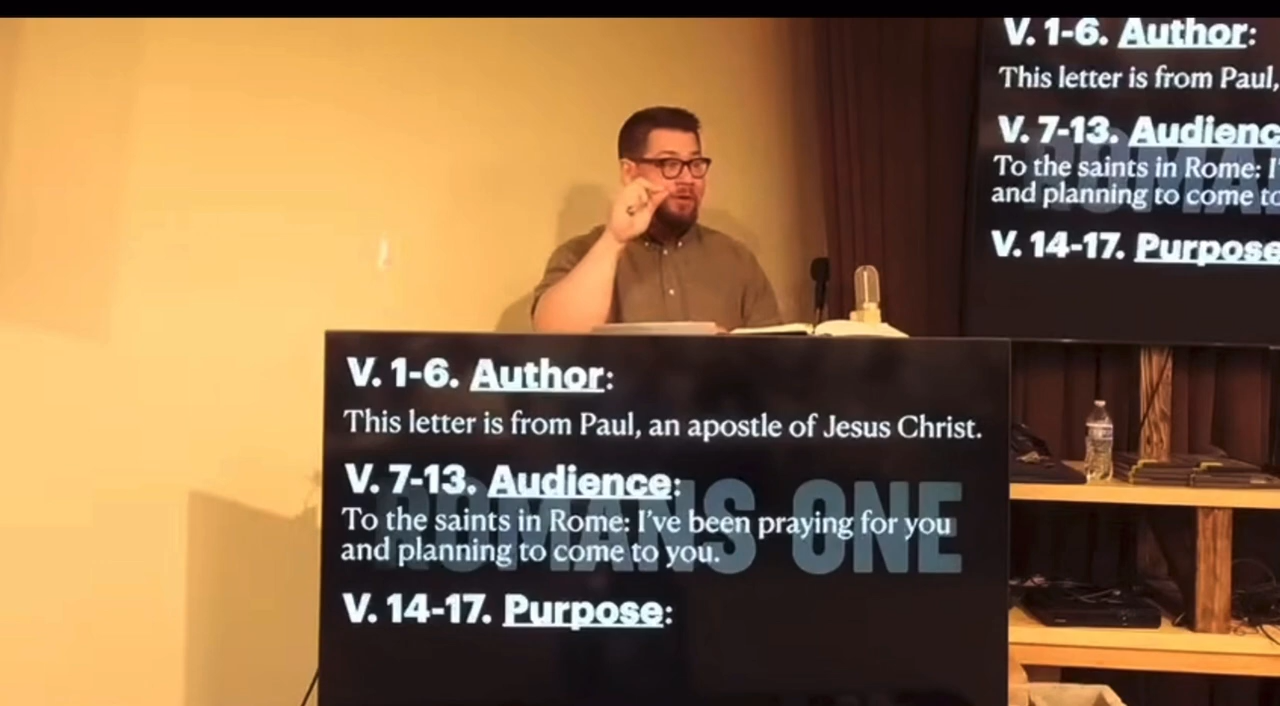 V. 1-6. Author:
This letter is from Paul, an apostle of Jesus Christ.
V. 7-13. Audience:
To the saints in Rome: I've been praying for you
and planning to come to you.
V. 14-17. Purpose:
ROMANS ONE
V. 1-6. Author:
This letter is from Paul,
V. 7-13. Audienc
To the saints in Rome: I'
and planning to come to
V. 14-17. Purpose
ROMA